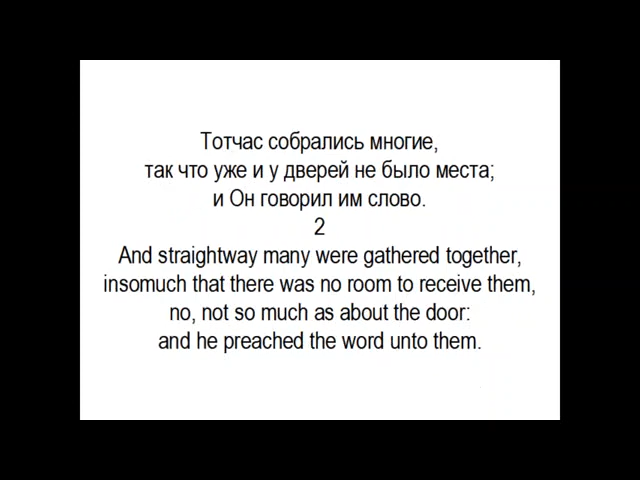 Тотчас собрались многие,
так что уже и у дверей не было места;
и Он говорил им слово.
2
And straightway many were gathered together,
insomuch that there was no room to receive them,
no, not so much as about the door:
and he preached the word unto them.